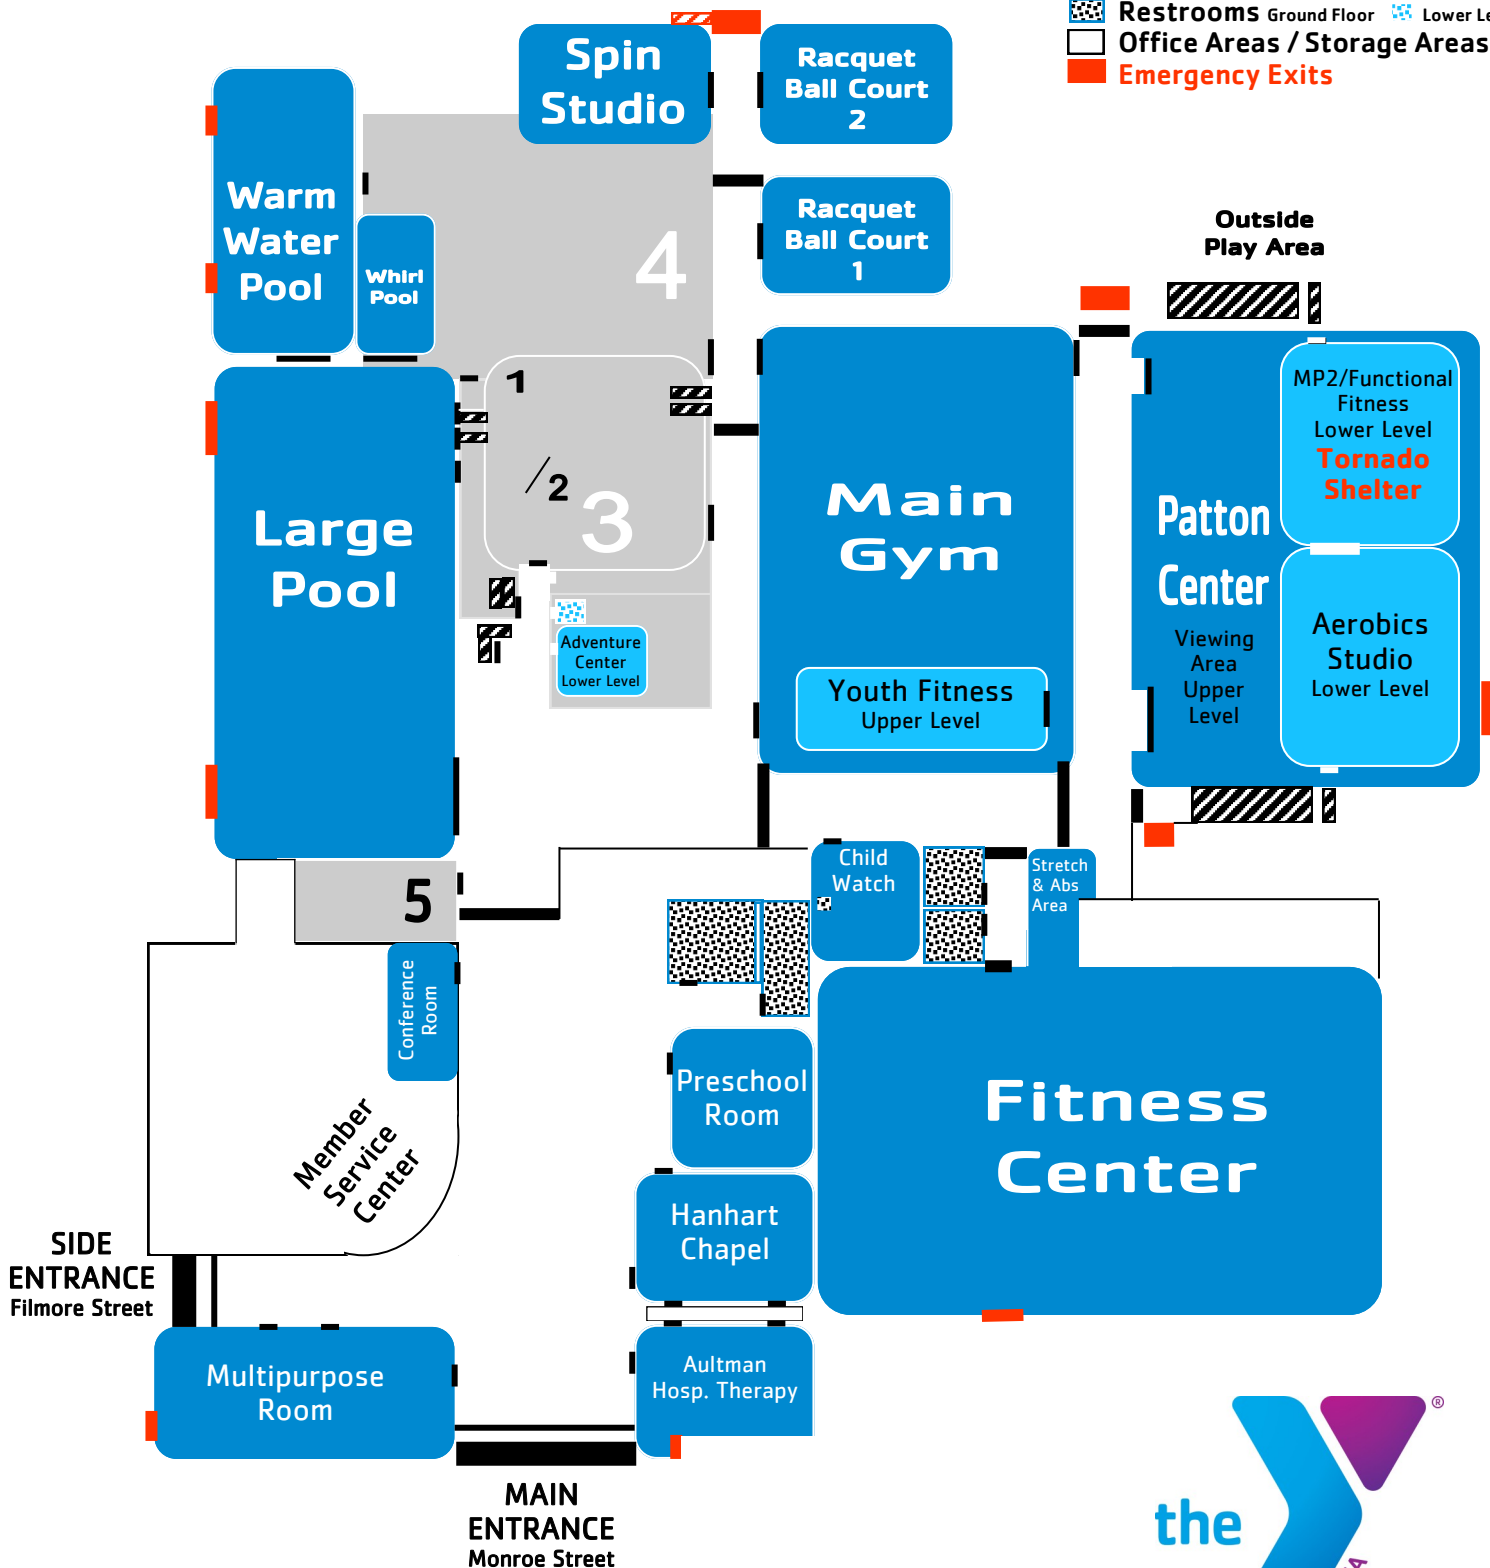 Restrooms Ground Floor
Office Areas / Storage Areas
Emergency Exits
Spin
Studio
Racquet
Ball Court
2
Racquet
Ball Court
1
Warm
Water
Pool
Whirl
Pool
4
Outside
Play Area
1
/2
3
Large
Pool
Main
Gym
Youth Fitness
Upper Level
Adventure
Center
Lower Level
MP2/Functional
Fitness
Lower Level
Tornado
Shelter
Patton
Center
Viewing
Area
Upper
Level
Aerobics
Studio
Lower Level
5
Child
Watch
Stretch
& Abs
Area
Conference
Room
Member
Service
Center
Preschool
Room
Fitness
Center
Hanhart
Chapel
SIDE
ENTRANCE
Filmore Street
Multipurpose
Room
Aultman
Hosp. Therapy
MAIN
ENTRANCE
Monroe Street
the
®